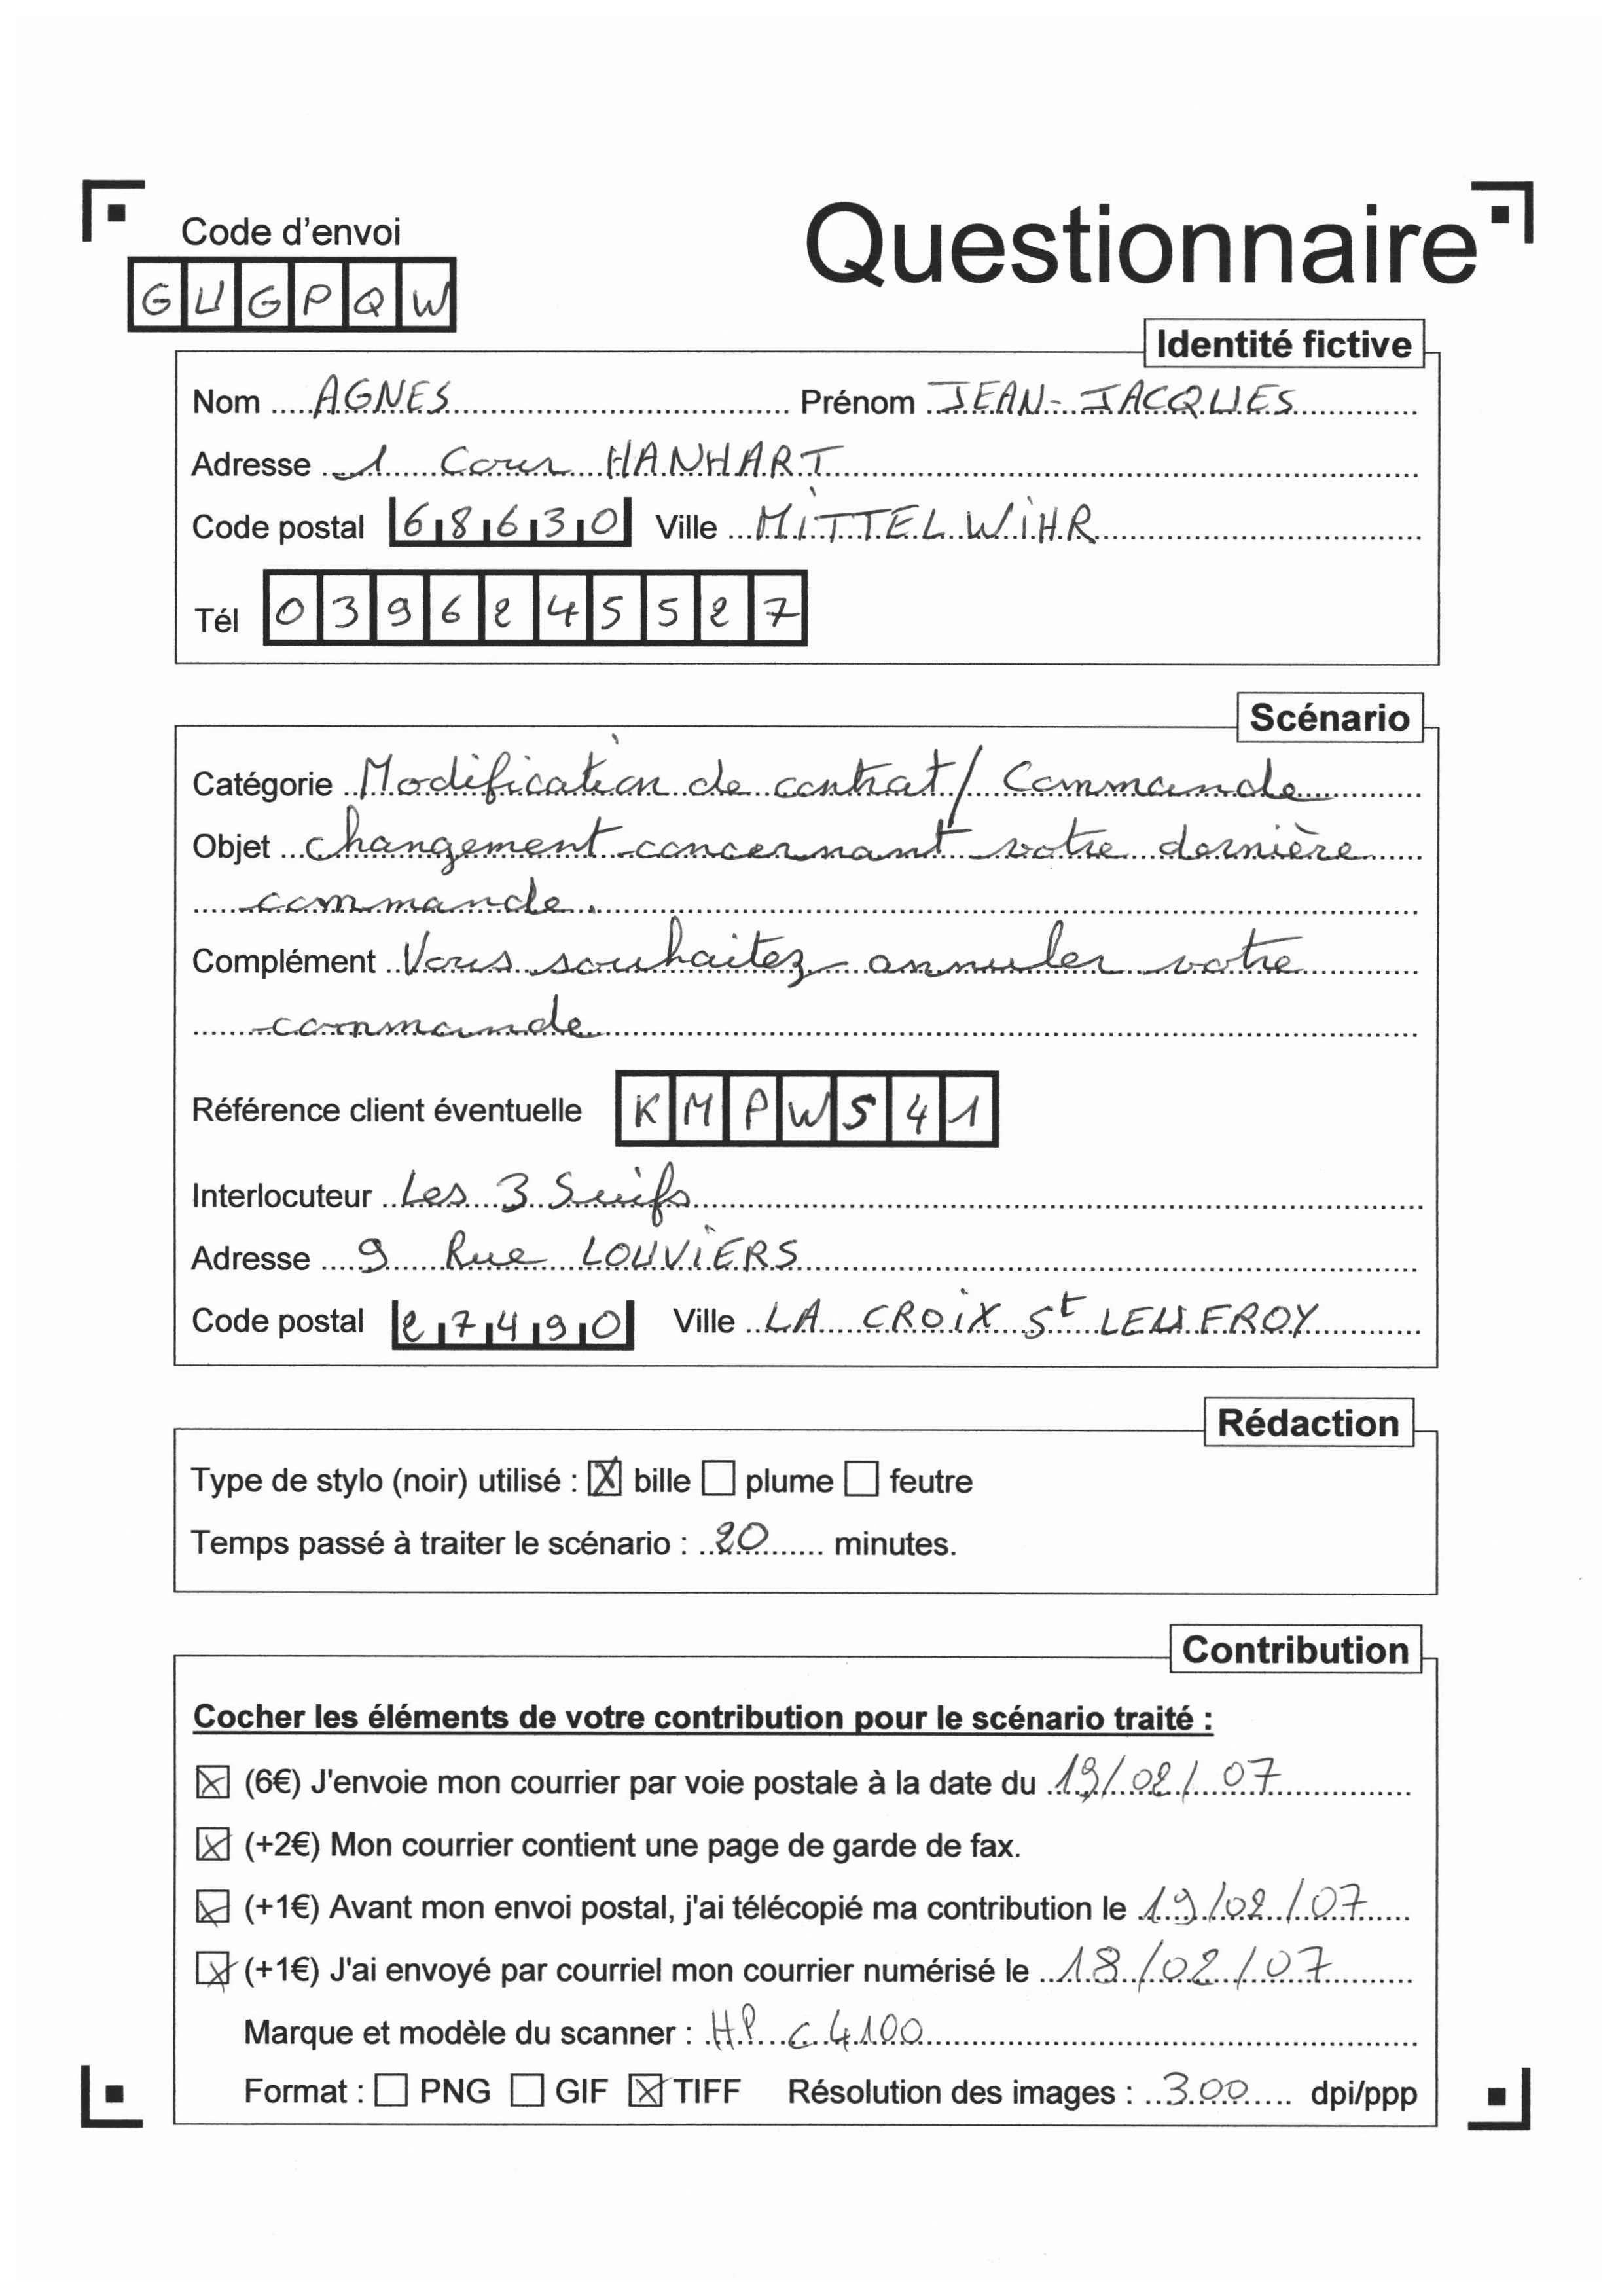 Code d'envoi
Questionnaire
GUGPQW
Identité fictive
Nom AGNES Prénom JEAN-JACQUES
Adresse 1 Cour HANHART
Code postal 68630 Ville MITTELWIHR
Tél 0396245527
Scénario
Catégorie Modification de contrat / Commande
Objet changement concernant votre dernière
commande.
Complément Vous souhaitez annuler votre
commande
Référence client éventuelle KMPWS41
Interlocuteur Les 3 Suifs
Adresse 9 Rue LOUVIERS
Code postal 27490 Ville LA CROIX St LEUFROY
Rédaction
Type de stylo (noir) utilisé : ☒ bille ☐ plume ☐ feutre
Temps passé à traiter le scénario : 20 minutes.
Contribution
Cocher les éléments de votre contribution pour le scénario traité :
☒ (6€) J'envoie mon courrier par voie postale à la date du 19/02/07
☒ (+2€) Mon courrier contient une page de garde de fax.
☒ (+1€) Avant mon envoi postal, j'ai télécopié ma contribution le 19/02/07
☒ (+1€) J'ai envoyé par courriel mon courrier numérisé le 18/02/07
Marque et modèle du scanner : HP C4100
Format : ☐ PNG ☐ GIF ☒ TIFF Résolution des images : 300 dpi/ppp